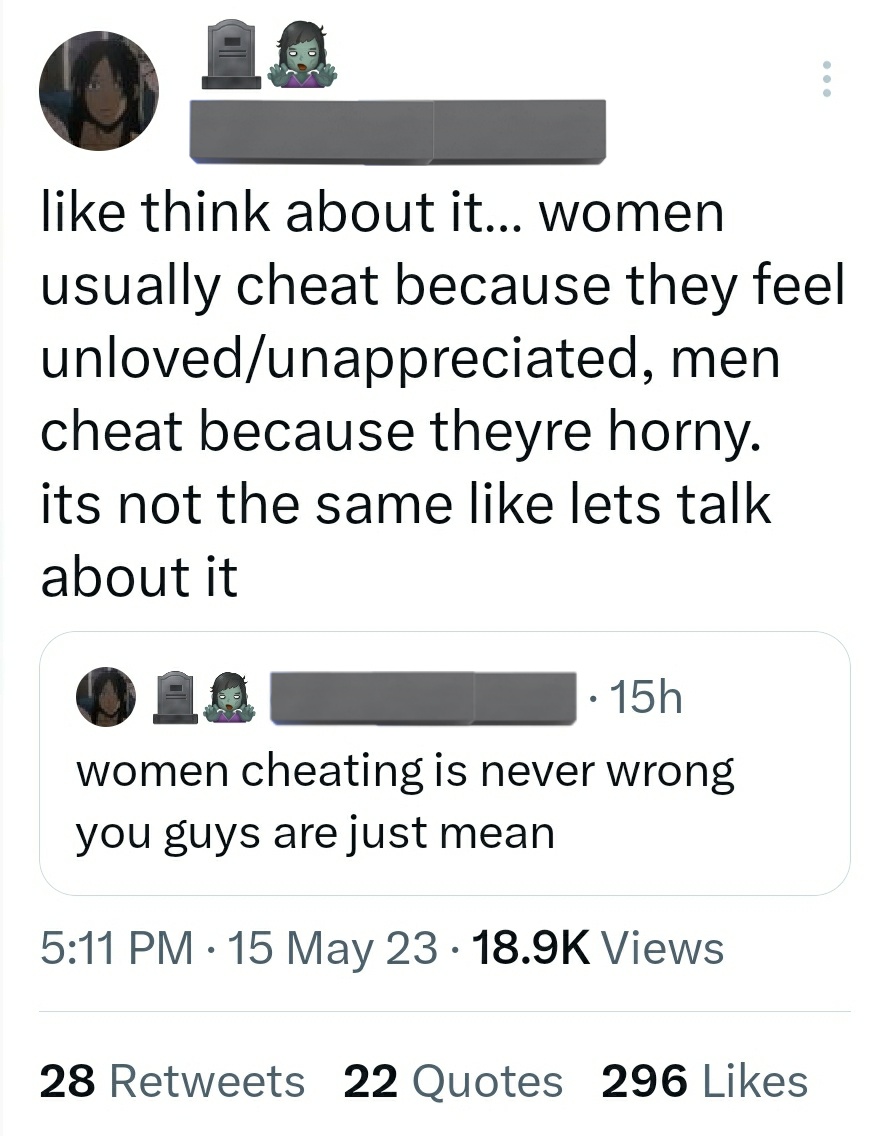 like think about it... women
usually cheat because they feel
unloved/unappreciated, men
cheat because theyre horny.
its not the same like lets talk
about it
· 15h
women cheating is never wrong
you guys are just mean
5:11 PM · 15 May 23 · 18.9K Views
28 Retweets 22 Quotes 296 Likes